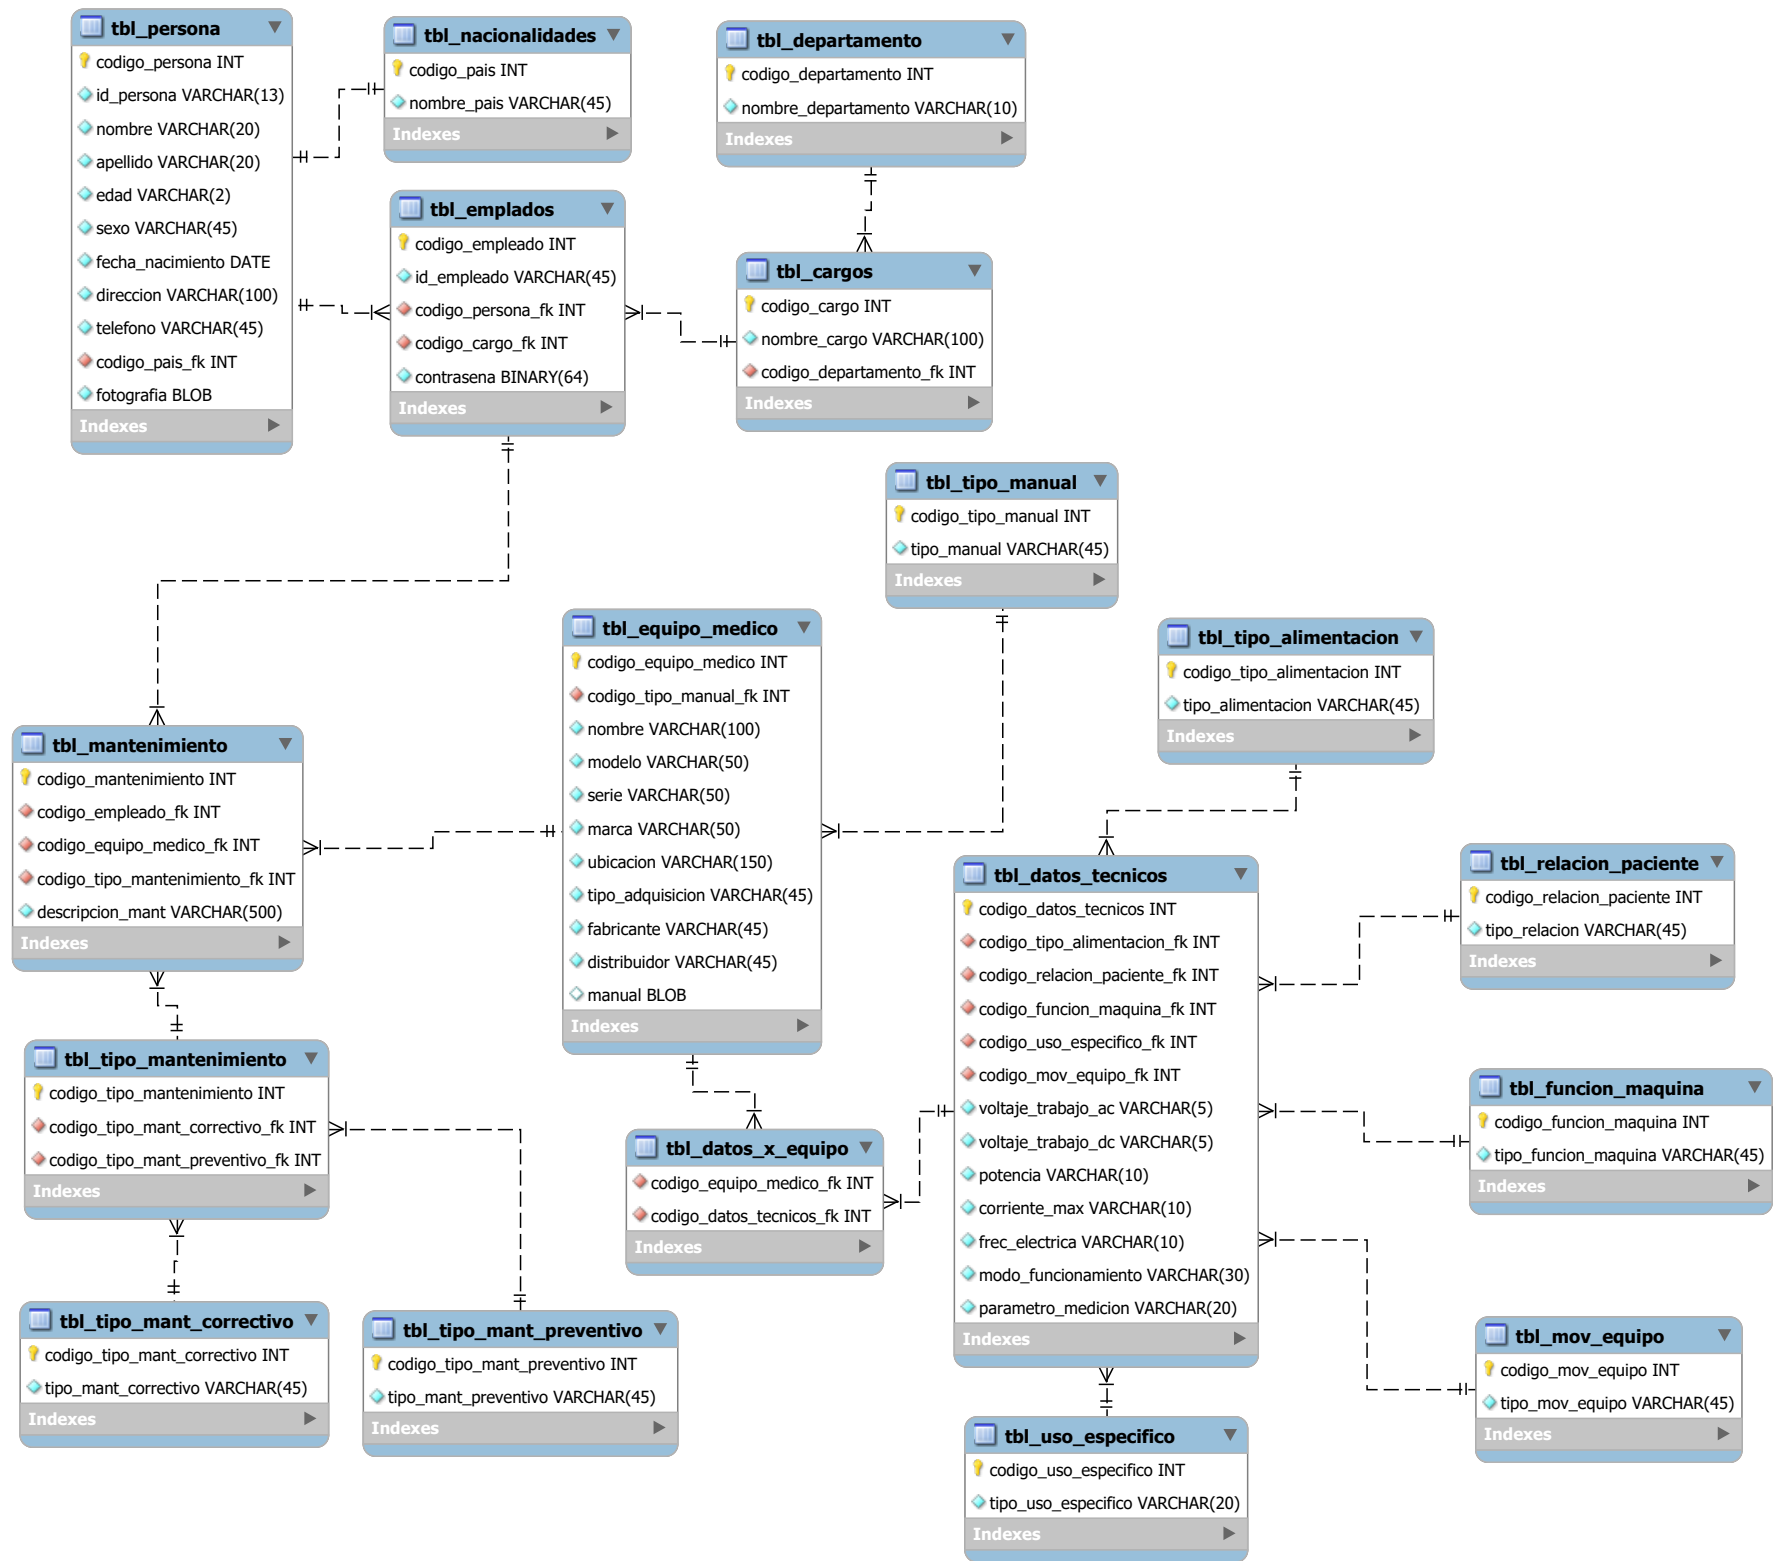 tbl_persona
codigo_persona INT
id_persona VARCHAR(13)
nombre VARCHAR(20)
apellido VARCHAR(20)
edad VARCHAR(2)
sexo VARCHAR(45)
fecha_nacimiento DATE
direccion VARCHAR(100)
telefono VARCHAR(45)
codigo_pais_fk INT
fotografia BLOB
Indexes
tbl_nacionalidades
codigo_pais INT
nombre_pais VARCHAR(45)
Indexes
tbl_departamento
codigo_departamento INT
nombre_departamento VARCHAR(10)
Indexes
tbl_emplados
codigo_empleado INT
id_empleado VARCHAR(45)
codigo_persona_fk INT
codigo_cargo_fk INT
contrasena BINARY(64)
Indexes
tbl_cargos
codigo_cargo INT
nombre_cargo VARCHAR(100)
codigo_departamento_fk INT
Indexes
tbl_tipo_manual
codigo_tipo_manual INT
tipo_manual VARCHAR(45)
Indexes
tbl_equipo_medico
codigo_equipo_medico INT
codigo_tipo_manual_fk INT
nombre VARCHAR(100)
modelo VARCHAR(50)
serie VARCHAR(50)
marca VARCHAR(50)
ubicacion VARCHAR(150)
tipo_adquisicion VARCHAR(45)
fabricante VARCHAR(45)
distribuidor VARCHAR(45)
manual BLOB
Indexes
tbl_tipo_alimentacion
codigo_tipo_alimentacion INT
tipo_alimentacion VARCHAR(45)
Indexes
tbl_mantenimiento
codigo_mantenimiento INT
codigo_empleado_fk INT
codigo_equipo_medico_fk INT
codigo_tipo_mantenimiento_fk INT
descripcion_mant VARCHAR(500)
Indexes
tbl_datos_tecnicos
codigo_datos_tecnicos INT
codigo_tipo_alimentacion_fk INT
codigo_relacion_paciente_fk INT
codigo_funcion_maquina_fk INT
codigo_uso_especifico_fk INT
codigo_mov_equipo_fk INT
voltaje_trabajo_ac VARCHAR(5)
voltaje_trabajo_dc VARCHAR(5)
potencia VARCHAR(10)
corriente_max VARCHAR(10)
frec_electrica VARCHAR(10)
modo_funcionamiento VARCHAR(30)
parametro_medicion VARCHAR(20)
Indexes
tbl_relacion_paciente
codigo_relacion_paciente INT
tipo_relacion VARCHAR(45)
Indexes
tbl_tipo_mantenimiento
codigo_tipo_mantenimiento INT
codigo_tipo_mant_correctivo_fk INT
codigo_tipo_mant_preventivo_fk INT
Indexes
tbl_funcion_maquina
codigo_funcion_maquina INT
tipo_funcion_maquina VARCHAR(45)
Indexes
tbl_datos_x_equipo
codigo_equipo_medico_fk INT
codigo_datos_tecnicos_fk INT
Indexes
tbl_tipo_mant_correctivo
codigo_tipo_mant_correctivo INT
tipo_mant_correctivo VARCHAR(45)
Indexes
tbl_tipo_mant_preventivo
codigo_tipo_mant_preventivo INT
tipo_mant_preventivo VARCHAR(45)
Indexes
tbl_mov_equipo
codigo_mov_equipo INT
tipo_mov_equipo VARCHAR(45)
Indexes
tbl_uso_especifico
codigo_uso_especifico INT
tipo_uso_especifico VARCHAR(20)
Indexes